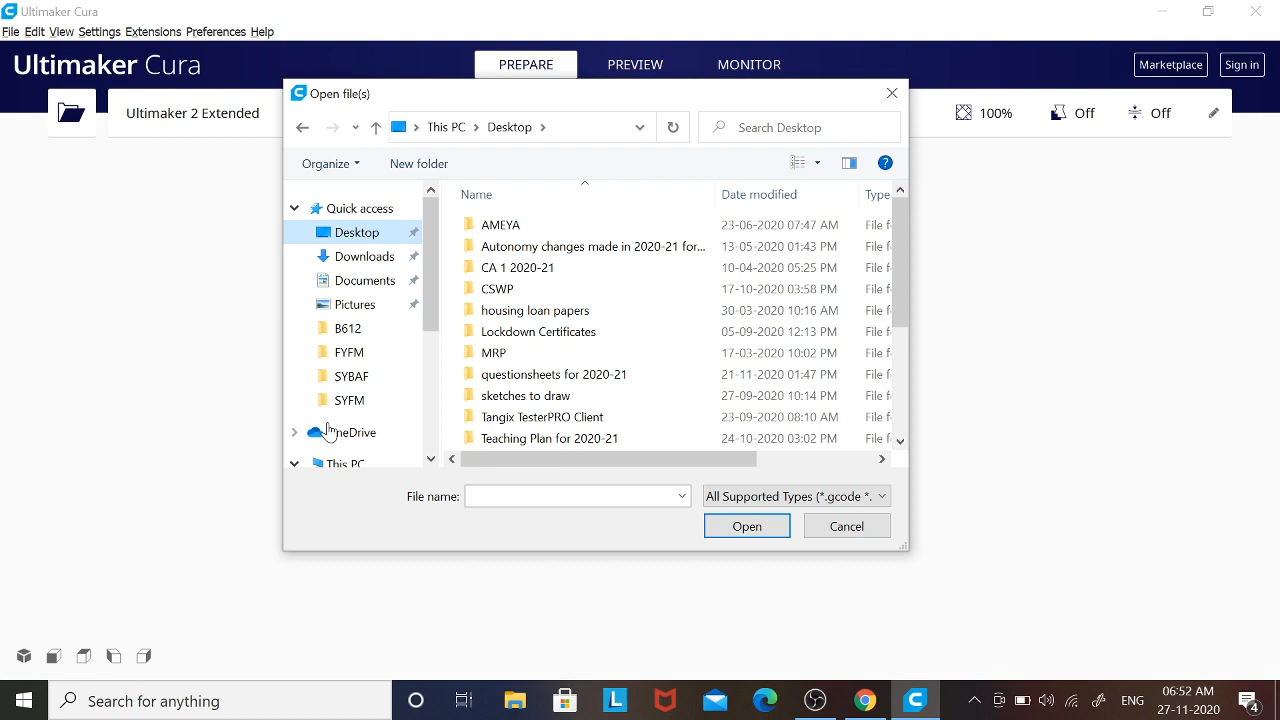 Ultimaker Cura
File Edit View Settings Extensions Preferences Help
Ultimaker Cura
PREPARE PREVIEW MONITOR
Marketplace Sign in
Ultimaker 2 Extended
100% Off Off
Open file(s)
This PC Desktop
Search Desktop
Organize New folder
Name Date modified Type
Quick access
Desktop
Downloads
Documents
Pictures
B612
FYFM
SYBAF
SYFM
neDrive
This PC
AMEYA 23-06-2020 07:47 AM File f
Autonomy changes made in 2020-21 for... 13-05-2020 01:43 PM File f
CA 1 2020-21 10-04-2020 05:25 PM File f
CSWP 17-10-2020 03:58 PM File f
housing loan papers 30-03-2020 10:16 AM File f
Lockdown Certificates 05-09-2020 12:13 PM File f
MRP 17-03-2020 10:02 PM File f
questionsheets for 2020-21 21-11-2020 01:47 PM File f
sketches to draw 27-09-2020 10:14 PM File f
Tangix TesterPRO Client 23-09-2020 08:10 AM File f
Teaching Plan for 2020-21 24-10-2020 03:02 PM File f
File name: All Supported Types (*.gcode *.
Open Cancel
Search for anything
ENG
06:52 AM
27-11-2020
4